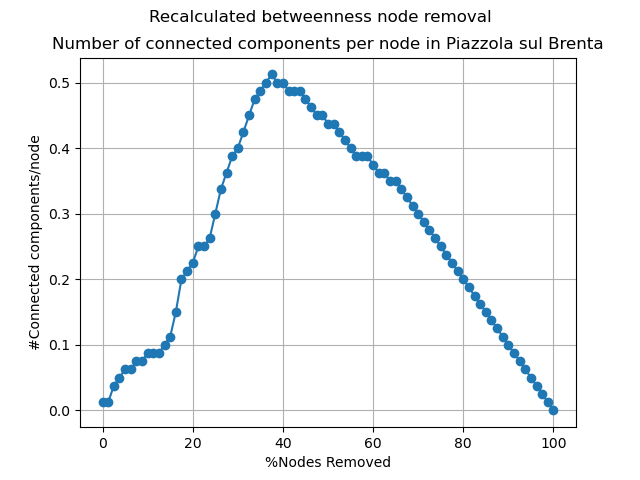 Recalculated betweenness node removal
Number of connected components per node in Piazzola sul Brenta
0.5
0.4
0.3
0.2
0.1
0.0
#Connected components/node
0 20 40 60 80 100
%Nodes Removed